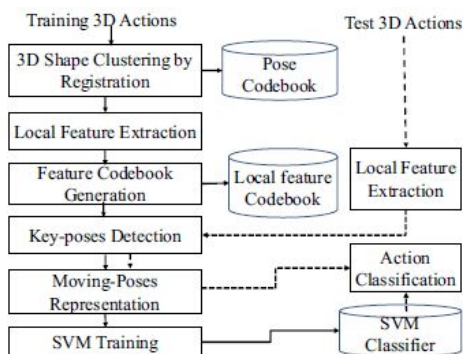 Training 3D Actions
Test 3D Actions
3D Shape Clustering by
Registration
Pose
Codebook
Local Feature Extraction
Feature Codebook
Generation
Local feature
Codebook
Local Feature
Extraction
Key-poses Detection
Moving-Poses
Representation
Action
Classification
SVM Training
SVM
Classifier